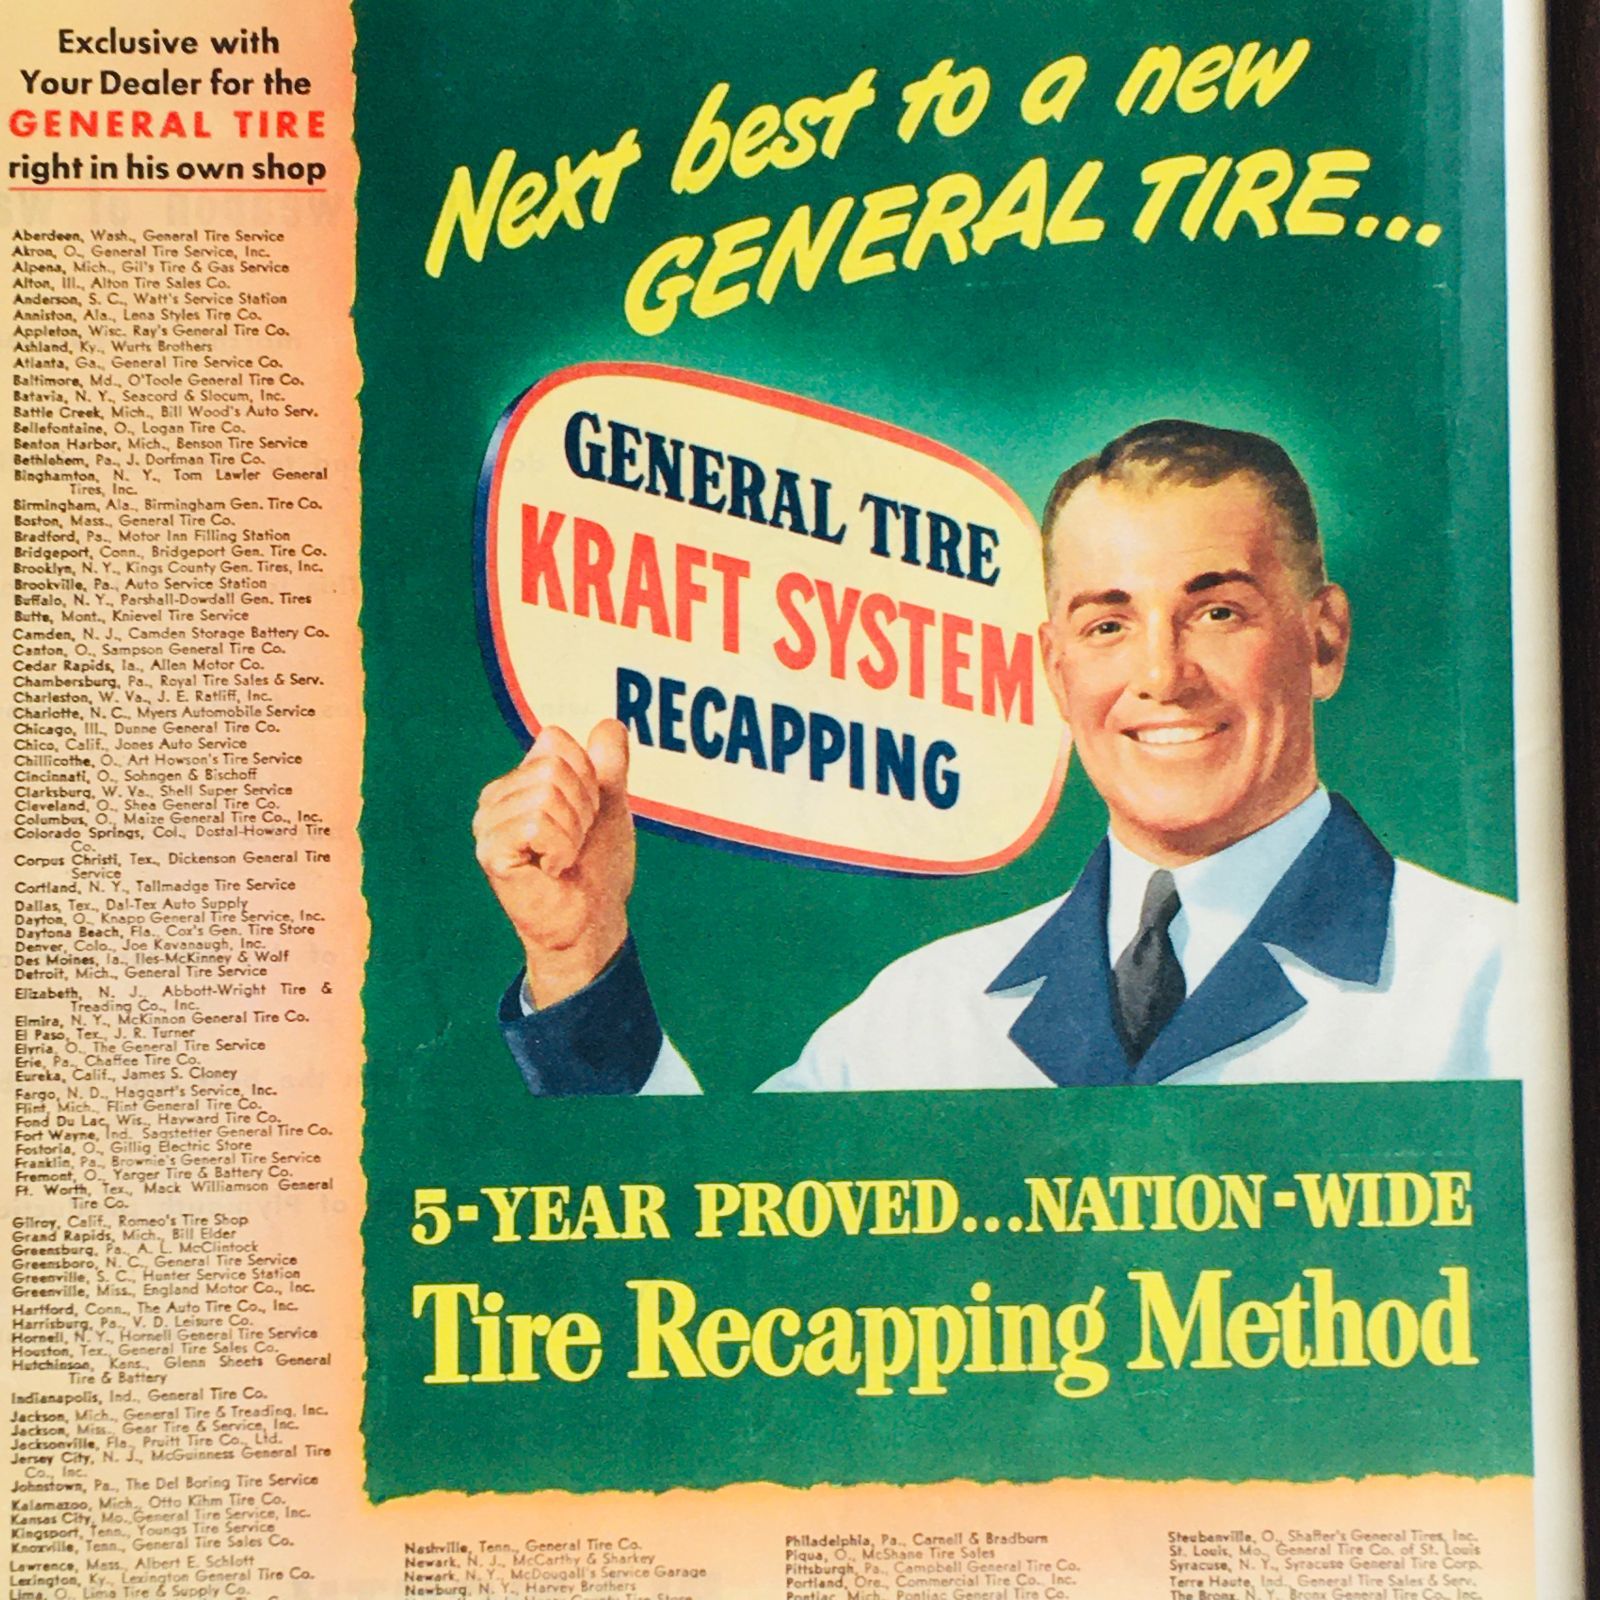 Exclusive with
Your Dealer for the
GENERAL TIRE
right in his own shop
Aberdeen, Wash., General Tire Service
Akron, O., General Tire Service, Inc.
Alpena, Mich., Gil's Tire & Gas Service
Alton, Ill., Alton Tire Sales Co.
Anderson, S. C., Watt's Service Station
Anniston, Ala., Lena Styles Tire Co.
Appleton, Wisc. Ray's General Tire Co.
Ashland, Ky., Wurts Brothers
Atlanta, Ga., General Tire Service Co.
Baltimore, Md., O'Toole General Tire Co.
Batavia, N. Y., Seacord & Slocum, Inc.
Battle Creek, Mich., Bill Wood's Auto Serv.
Bellefontaine, O., Logan Tire Co.
Benton Harbor, Mich., Benson Tire Service
Bethlehem, Pa., J. Dorfman Tire Co.
Binghamton, N. Y., Tom Lawler General
Tires, Inc.
Birmingham, Ala., Birmingham Gen. Tire Co.
Boston, Mass., General Tire Co.
Bradford, Pa., Motor Inn Filling Station
Bridgeport, Conn., Bridgeport Gen. Tire Co.
Brooklyn, N. Y., Kings County Gen. Tires, Inc.
Brookville, Pa., Auto Service Station
Buffalo, N. Y., Parshall-Dowdall Gen. Tires
Butte, Mont., Knievel Tire Service
Camden, N. J., Camden Storage Battery Co.
Canton, O., Sampson General Tire Co.
Cedar Rapids, Ia., Allen Motor Co.
Chambersburg, Pa., Royal Tire Sales & Serv.
Charleston, W. Va., J. E. Ratliff, Inc.
Charlotte, N. C., Myers Automobile Service
Chicago, Ill., Dunne General Tire Co.
Chico, Calif., Jones Auto Service
Chillicothe, O., Art Howson's Tire Service
Cincinnati, O., Sohngen & Bischoff
Clarksburg, W. Va., Shell Super Service
Cleveland, O., Shea General Tire Co.
Columbus, O., Maize General Tire Co., Inc.
Colorado Springs, Col., Dostal-Howard Tire
Co.
Corpus Christi, Tex., Dickenson General Tire
Service
Cortland, N. Y., Tallmadge Tire Service
Dallas, Tex., Dal-Tex Auto Supply
Dayton, O., Knapp General Tire Service, Inc.
Daytona Beach, Fla., Cox's Gen. Tire Store
Denver, Colo., Joe Kavanaugh, Inc.
Des Moines, Ia., Iles-McKinney & Wolf
Detroit, Mich., General Tire Service
Elizabeth, N. J., Abbott-Wright Tire &
Treading Co., Inc.
Elmira, N. Y., McKinnon General Tire Co.
El Paso, Tex., J. R. Turner
Elyria, O., The General Tire Service
Erie, Pa., Chaffee Tire Co.
Eureka, Calif., James S. Cloney
Fargo, N. D., Haggart's Service, Inc.
Flint, Mich., Flint General Tire Co.
Fond Du Lac, Wis., Hayward Tire Co.
Fort Wayne, Ind. Sagstetter General Tire Co.
Fostoria, O., Gillig Electric Store
Franklin, Pa., Brownie's General Tire Service
Fremont, O., Yarger Tire & Battery Co.
Ft. Worth, Tex., Mack Williamson General
Tire Co.
Gilroy, Calif., Romeo's Tire Shop
Grand Rapids, Mich., Bill Elder
Greensburg, Pa., A. L. McClintock
Greensboro, N. C., General Tire Service
Greenville, S. C., Hunter Service Station
Greenville, Miss., England Motor Co., Inc.
Hartford, Conn., The Auto Tire Co., Inc.
Harrisburg, Pa., V. D. Leisure Co.
Hornell, N. Y., Hornell General Tire Service
Houston, Tex., General Tire Sales Co.
Hutchinson, Kans., Glenn Sheets General
Tire & Battery
Indianapolis, Ind., General Tire Co.
Jackson, Mich., General Tire & Treading, Inc.
Jackson, Miss., Gear Tire & Service, Inc.
Jacksonville, Fla., Pruitt Tire Co., Ltd.
Jersey City, N. J., McGuinness General Tire
Co., Inc.
Johnstown, Pa., The Del Boring Tire Service
Kalamazoo, Mich., Otto Kihm Tire Co.
Kansas City, Mo., General Tire Service, Inc.
Kingsport, Tenn., Youngs Tire Service
Knoxville, Tenn., General Tire Sales Co.
Lawrence, Mass., Albert E. Schlott
Lexington, Ky., Lexington General Tire Co.
Lima, O., Lima Tire & Supply Co.
Next best to a new
GENERAL TIRE...
GENERAL TIRE
KRAFT SYSTEM
RECAPPING
5-YEAR PROVED...NATION-WIDE
Tire Recapping Method
Nashville, Tenn., General Tire Co.
Newark, N. J., McCarthy & Sharkey
Newark, N. Y., McDougall's Service Garage
Newburg, N. Y., Harvey Brothers
Philadelphia, Pa., Carnell & Bradburn
Piqua, O., McShane Tire Sales
Pittsburgh, Pa., Campbell General Tire Co.
Portland, Ore., Commercial Tire Co., Inc.
Pontiac, Mich., Pontiac General Tire Co.
Steubenville, O., Shaffer's General Tires, Inc.
St. Louis, Mo., General Tire Co. of St. Louis
Syracuse, N. Y., Syracuse General Tire Corp.
Terre Haute, Ind., General Tire Sales & Serv.
The Bronx, N. Y., Bronx General Tire Co., Inc.